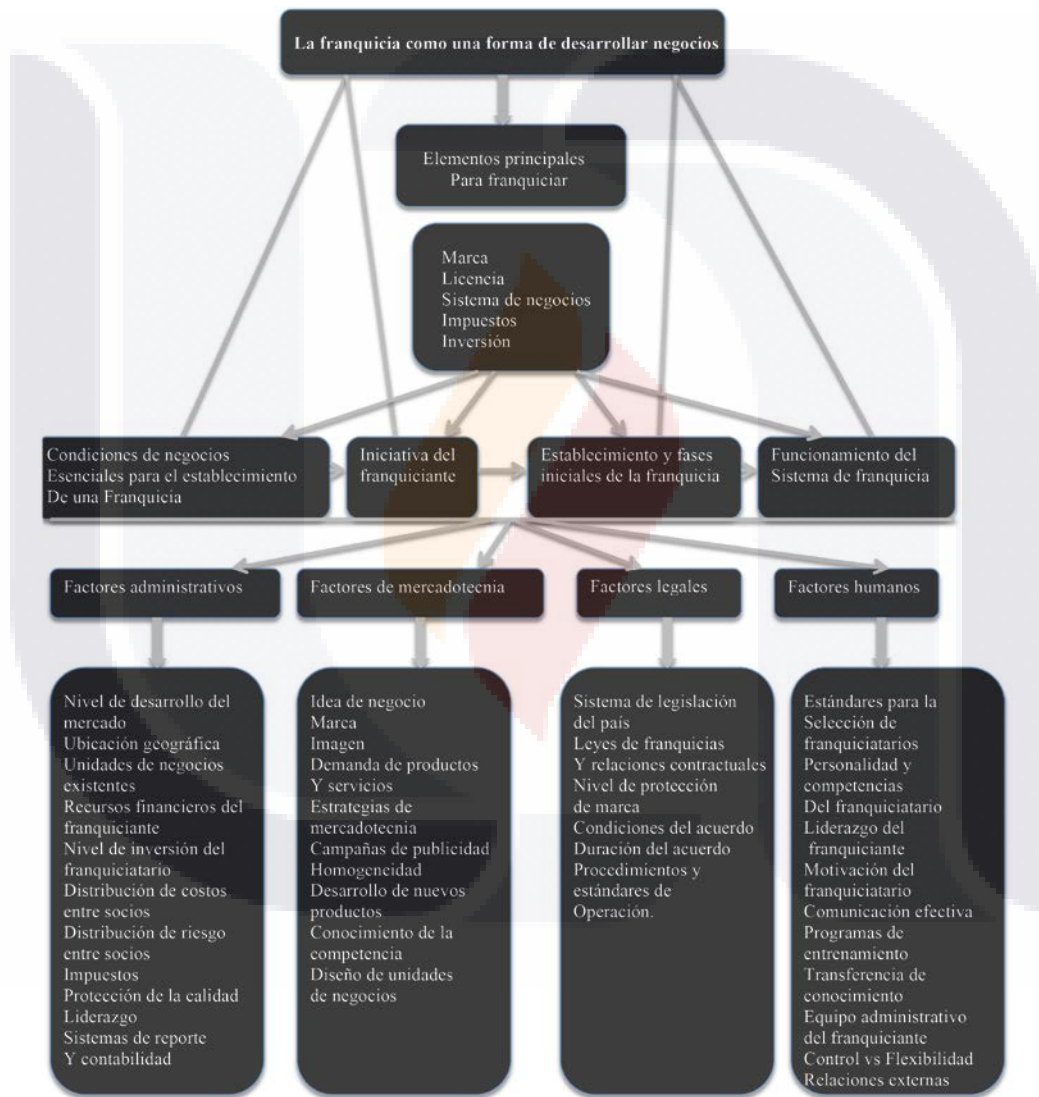 La franquicia como una forma de desarrollar negocios
Elementos principales
Para franquiciar
Marca
Licencia
Sistema de negocios
Impuestos
Inversión
Condiciones de negocios
Esenciales para el establecimiento
De una Franquicia
Iniciativa del
franquiciante
Establecimiento y fases
iniciales de la franquicia
Funcionamiento del
Sistema de franquicia
Factores administrativos
Factores de mercadotecnia
Factores legales
Factores humanos
Nivel de desarrollo del
mercado
Ubicación geográfica
Unidades de negocios
existentes
Recursos financieros del
franquiciante
Nivel de inversión del
franquiciatario
Distribución de costos
entre socios
Distribución de riesgo
entre socios
Impuestos
Protección de la calidad
Liderazgo
Sistemas de reporte
Y contabilidad
Idea de negocio
Marca
Imagen
Demanda de productos
Y servicios
Estrategias de
mercadotecnia
Campañas de publicidad
Homogeneidad
Desarrollo de nuevos
productos
Conocimiento de la
competencia
Diseño de unidades
de negocios
Sistema de legislación
del país
Leyes de franquicias
Y relaciones contractuales
Nivel de protección
de marca
Condiciones del acuerdo
Duración del acuerdo
Procedimientos y
estándares de
Operación.
Estándares para la
Selección de
franquiciatarios
Personalidad y
competencias
Del franquiciatario
Liderazgo del
franquiciante
Motivación del
franquiciatario
Comunicación efectiva
Programas de
entrenamiento
Transferencia de
conocimiento
Equipo administrativo
del franquiciante
Control vs Flexibilidad
Relaciones externas